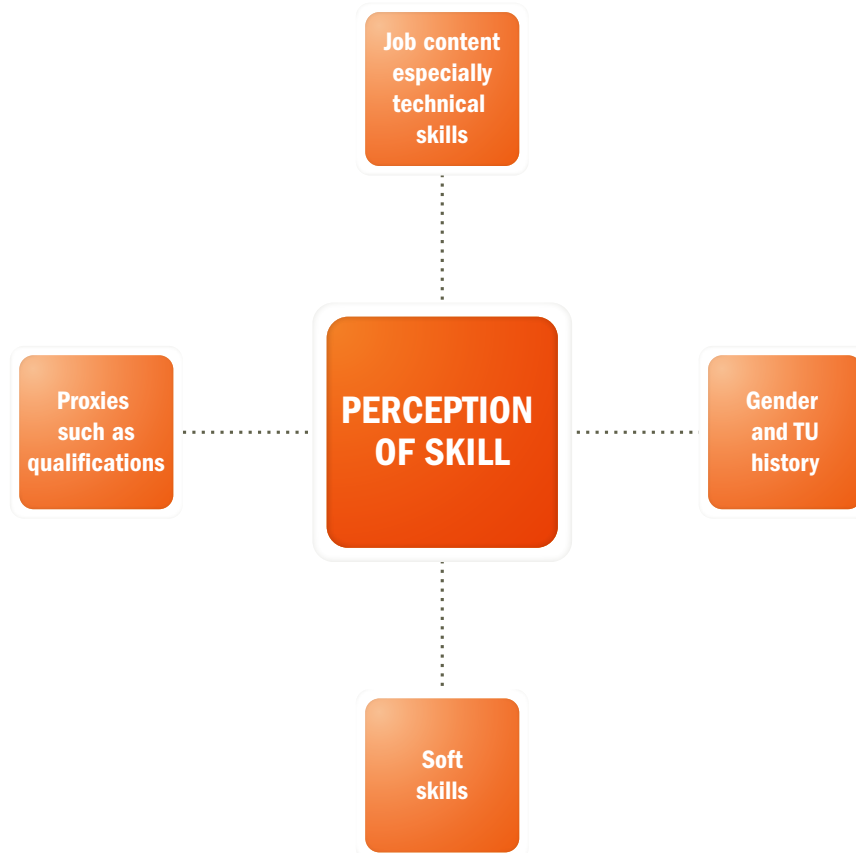 Job content
especially
technical
skills
PERCEPTION
OF SKILL
Proxies
such as
qualifications
Gender
and TU
history
Soft
skills